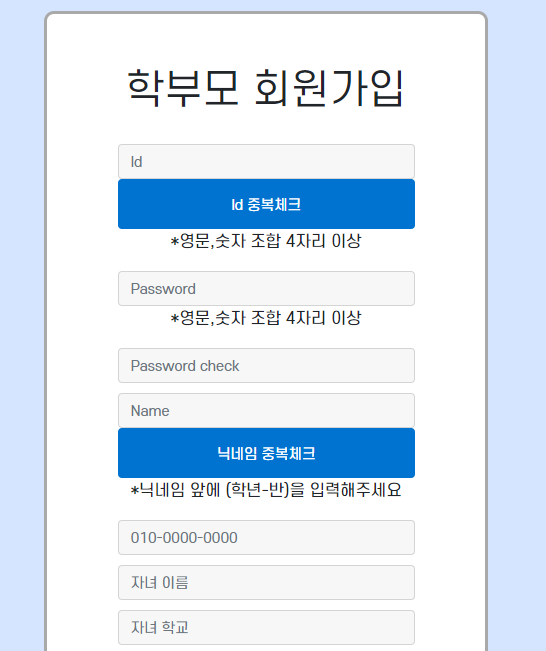 학부모 회원가입
Id
Id 중복체크
*영문,숫자 조합 4자리 이상
Password
*영문,숫자 조합 4자리 이상
Password check
Name
닉네임 중복체크
*닉네임 앞에 (학년-반)을 입력해주세요
010-0000-0000
자녀 이름
자녀 학교